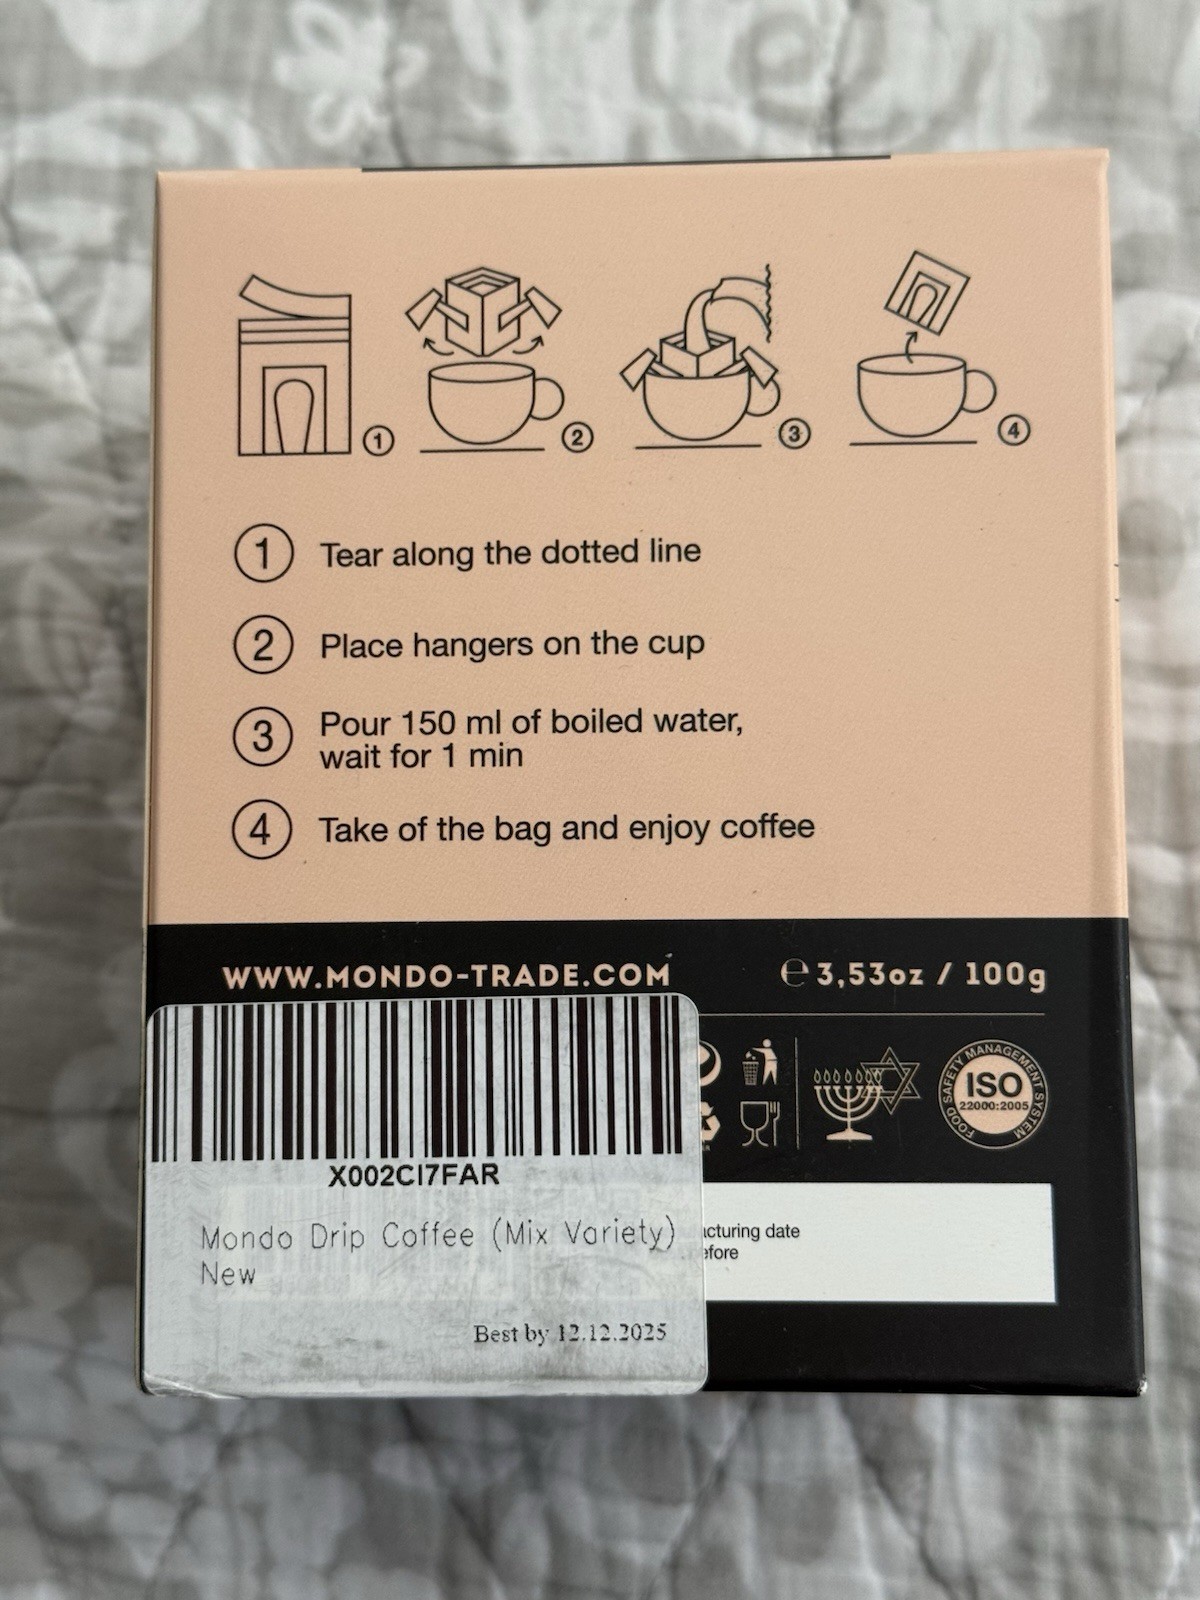 1
2
3
4
1 Tear along the dotted line
2 Place hangers on the cup
3 Pour 150 ml of boiled water,
wait for 1 min
4 Take of the bag and enjoy coffee
WWW.MONDO-TRADE.COM
℮ 3,53oz / 100g
FOOD SAFETY MANAGEMENT SYSTEM
ISO
22000:2005
X002CI7FAR
Mondo Drip Coffee (Mix Variety)
New
Best by 12.12.2025
acturing date
efore